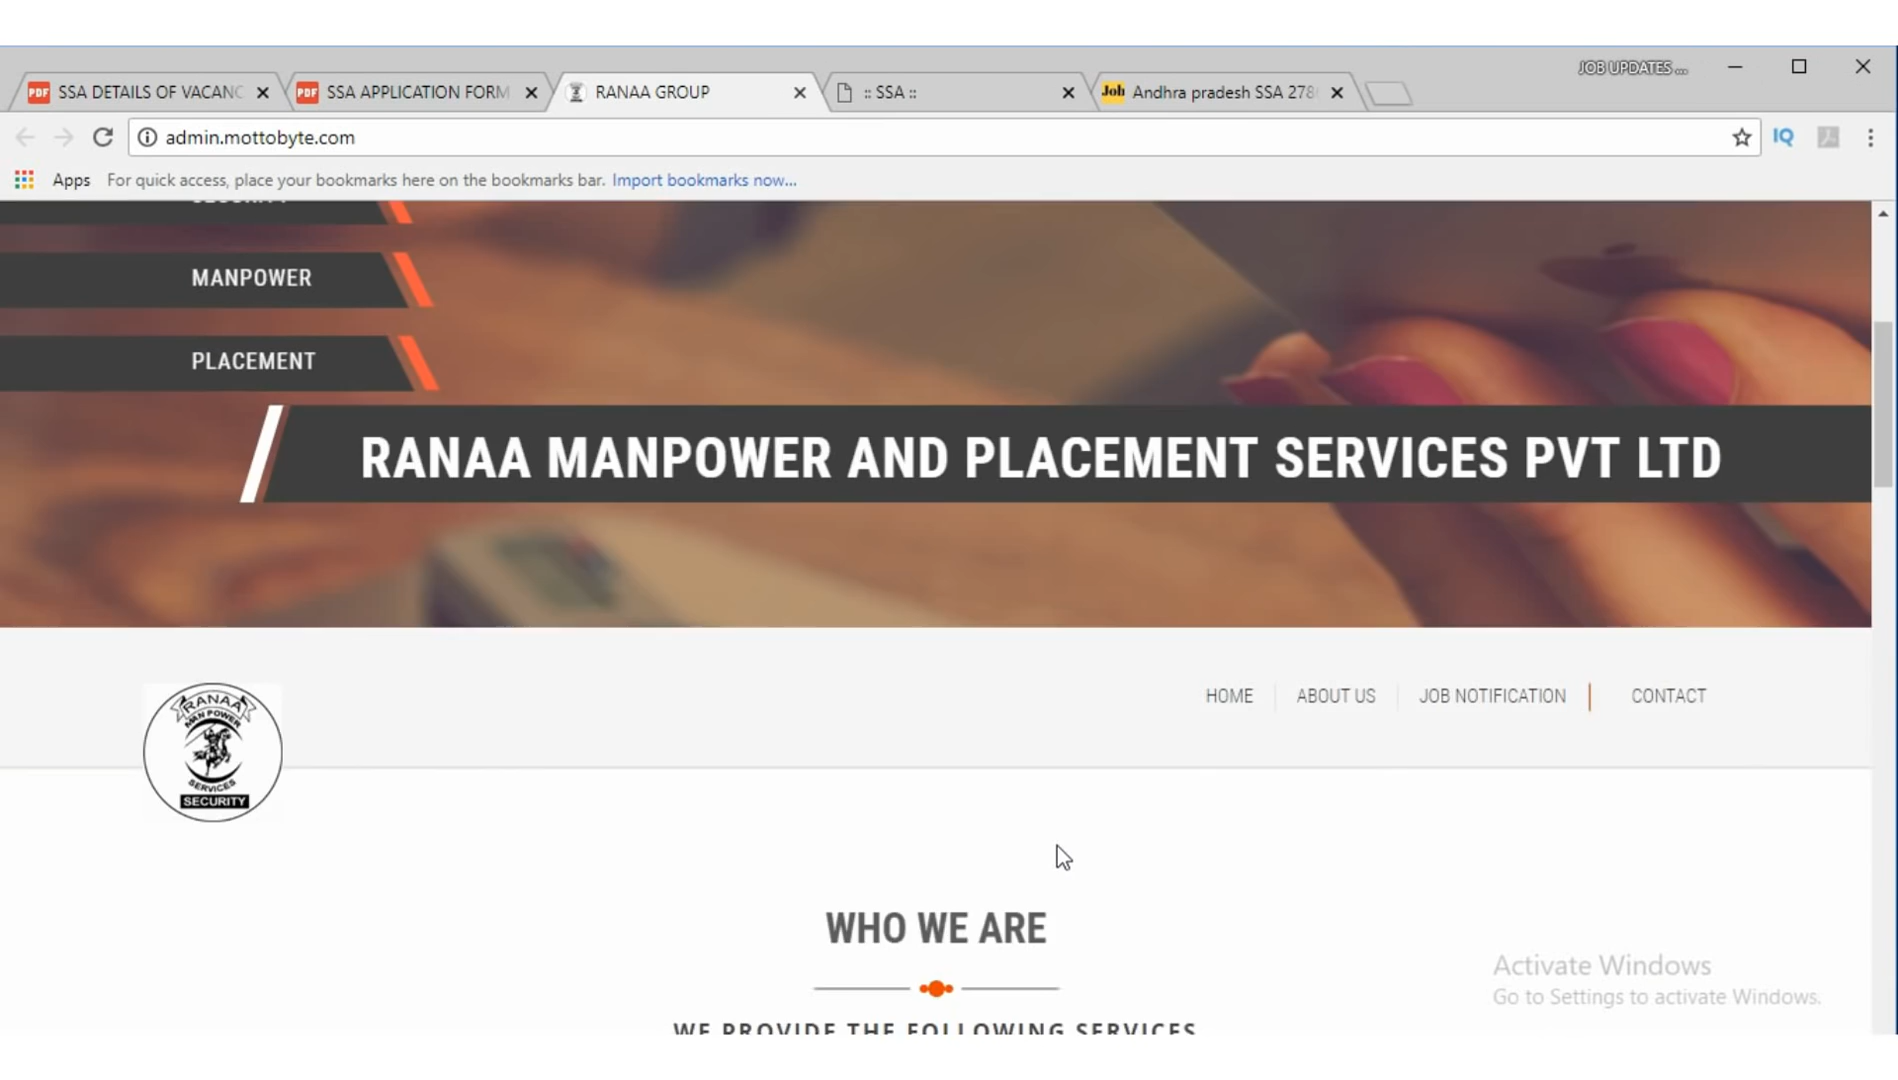 JOB UPDATES ...
SSA DETAILS OF VACANC
SSA APPLICATION FORM
RANAA GROUP
:: SSA ::
Job Andhra pradesh SSA 278
admin.mottobyte.com
IQ
Apps For quick access, place your bookmarks here on the bookmarks bar. Import bookmarks now...
SECURITY
MANPOWER
PLACEMENT
RANAA MANPOWER AND PLACEMENT SERVICES PVT LTD
RANAA
MAN POWER
SERVICES
SECURITY
HOME
ABOUT US
JOB NOTIFICATION
CONTACT
WHO WE ARE
WE PROVIDE THE FOLLOWING SERVICES
Activate Windows
Go to Settings to activate Windows.